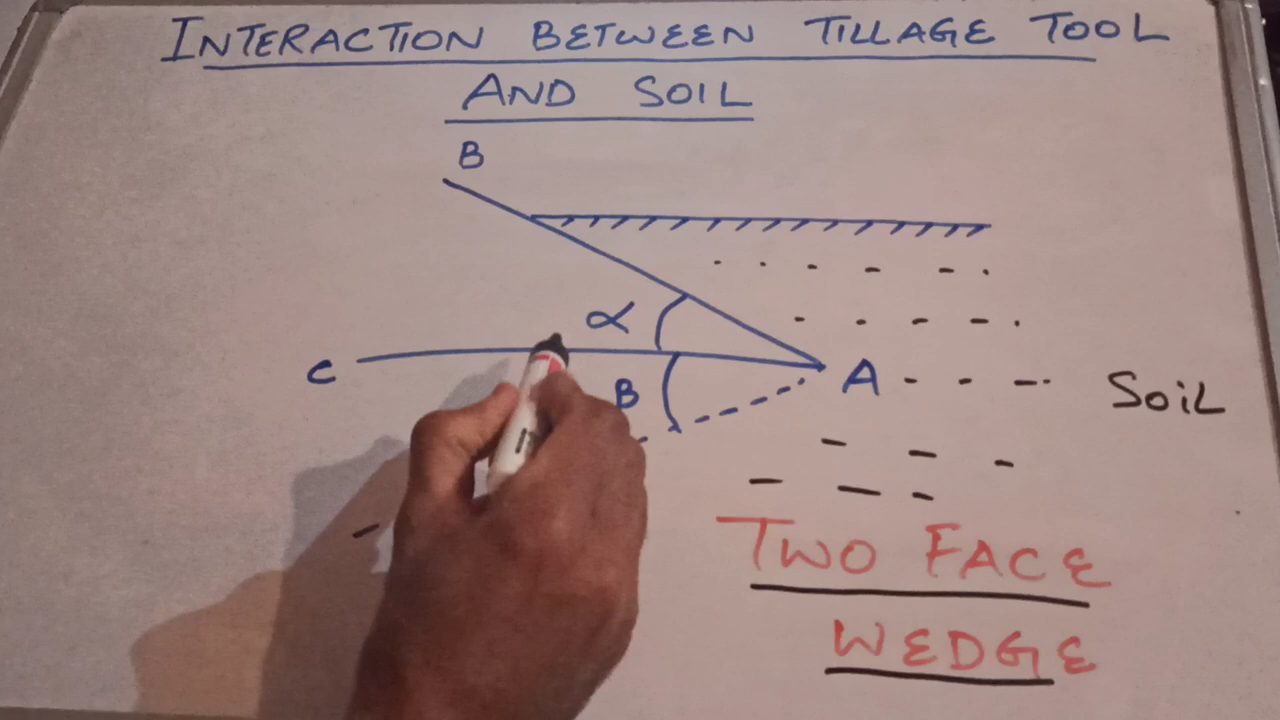 INTERACTION BETWEEN TILLAGE TOOL
AND SOIL
B
α
C
B
A
SOIL
TWO FACE
WEDGE